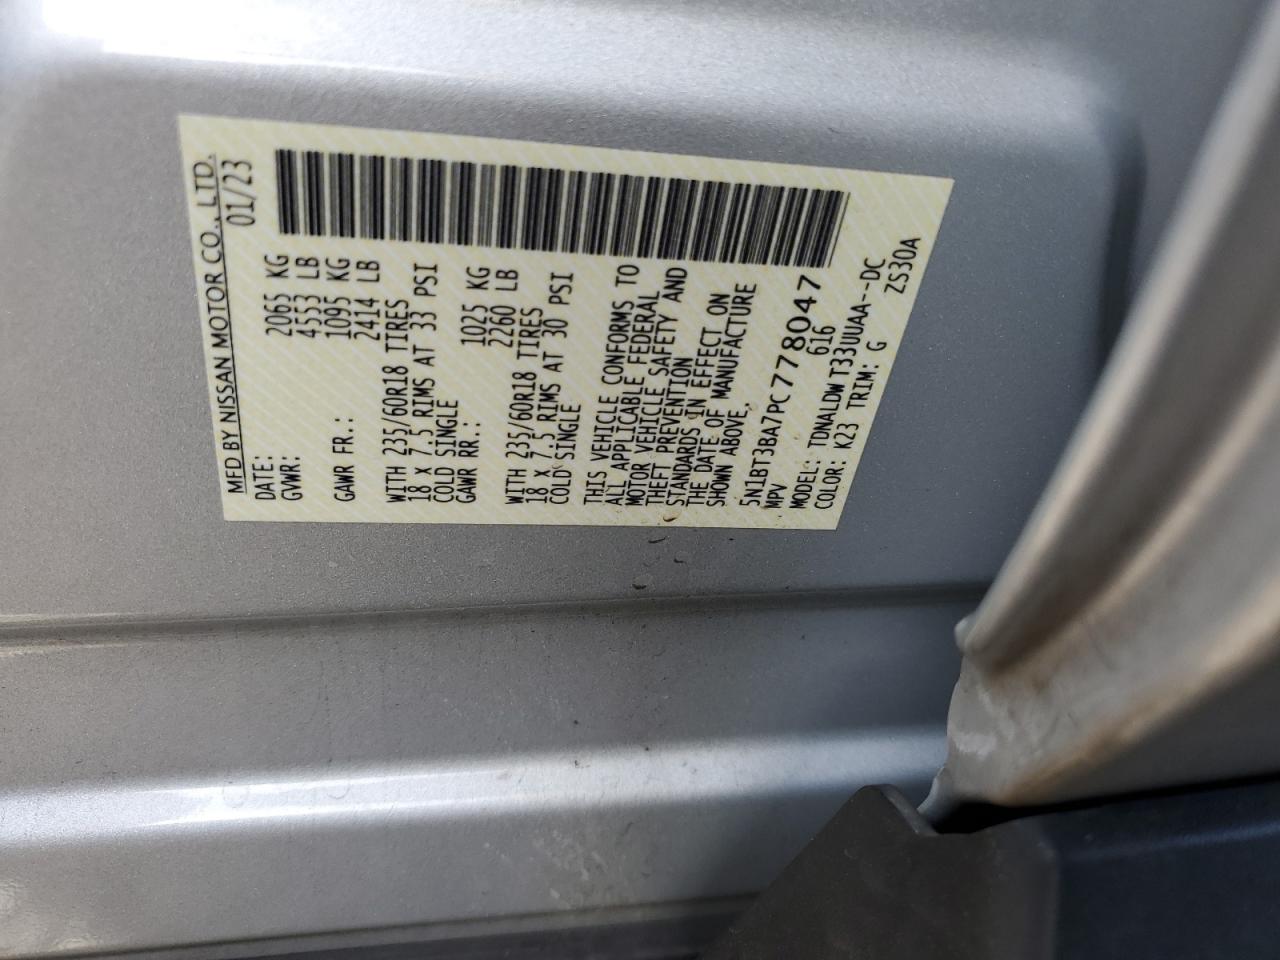 MFD BY NISSAN MOTOR CO., LTD.
DATE: 01/23
GVWR: 2065 KG
4553 LB
GAWR FR.: 1095 KG
2414 LB
WITH 235/60R18 TIRES
18 X 7.5 RIMS AT 33 PSI
COLD SINGLE
GAWR RR.: 1025 KG
2260 LB
WITH 235/60R18 TIRES
18 X 7.5 RIMS AT 30 PSI
COLD SINGLE
THIS VEHICLE CONFORMS TO
ALL APPLICABLE FEDERAL
MOTOR VEHICLE SAFETY AND
THEFT PREVENTION
STANDARDS IN EFFECT ON
THE DATE OF MANUFACTURE
SHOWN ABOVE.
5N1BT3BA7PC778047
MPV 616
MODEL: TDNALDWT33UUAA--DC
COLOR: K23 TRIM: G ZS30A